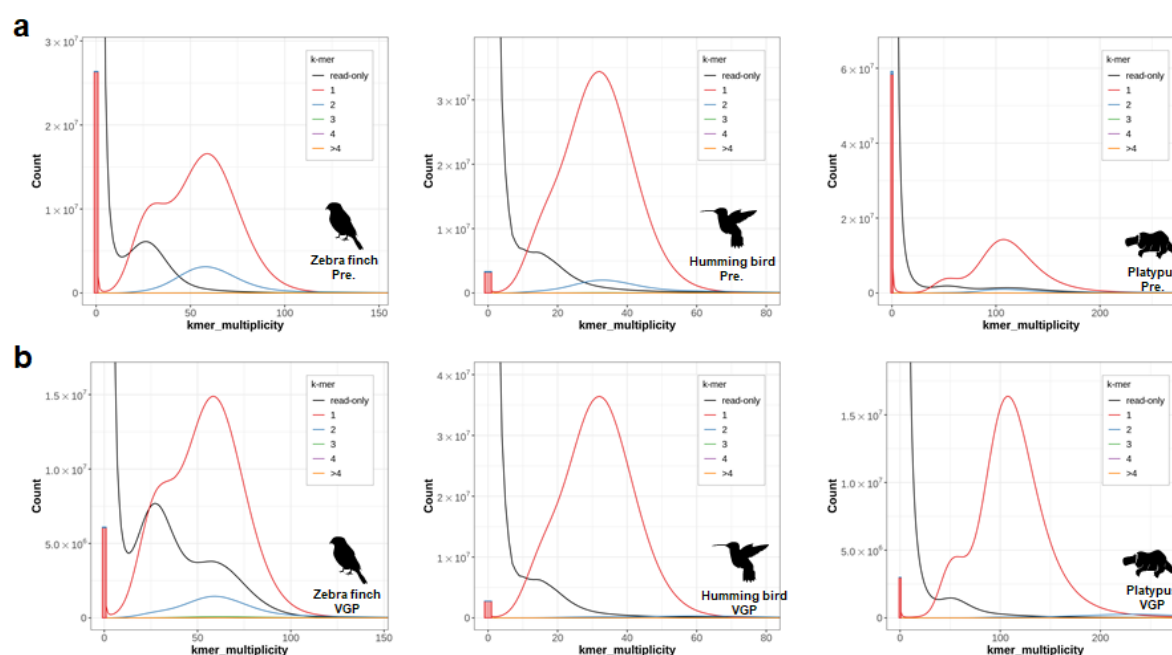 a
3×10⁷
2×10⁷
1×10⁷
0
Count
0 50 100 150
kmer_multiplicity
k-mer
read-only
1
2
3
4
>4
Zebra finch
Pre.
3×10⁷
2×10⁷
1×10⁷
0
Count
0 20 40 60 80
kmer_multiplicity
k-mer
read-only
1
2
3
4
>4
Humming bird
Pre.
6×10⁷
4×10⁷
2×10⁷
0
Count
0 100 200
kmer_multiplicity
k-mer
read-only
1
2
3
4
>4
Platypu
Pre.
b
1.5×10⁷
1.0×10⁷
5.0×10⁶
0
Count
0 50 100 150
kmer_multiplicity
k-mer
read-only
1
2
3
4
>4
Zebra finch
VGP
4×10⁷
3×10⁷
2×10⁷
1×10⁷
0
Count
0 20 40 60 80
kmer_multiplicity
k-mer
read-only
1
2
3
4
>4
Humming bird
VGP
1.5×10⁷
1.0×10⁷
5.0×10⁶
0
Count
0 100 200
kmer_multiplicity
k-mer
read-only
1
2
3
4
>4
Platypu
VGP